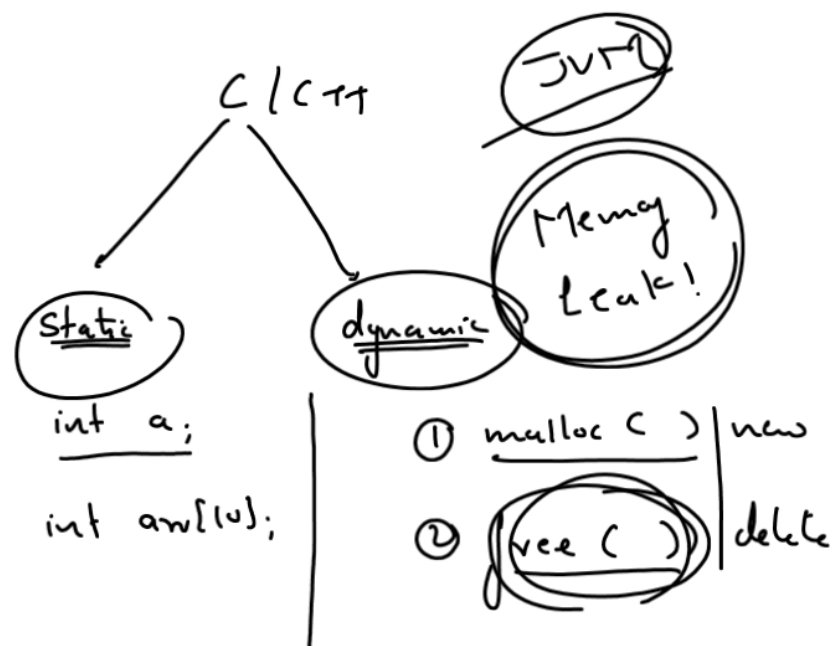 JVM
C/C++
Memory
Leak!
static
dynamic
int a;
① malloc ( ) | new
int arr[10];
② free ( ) | delete